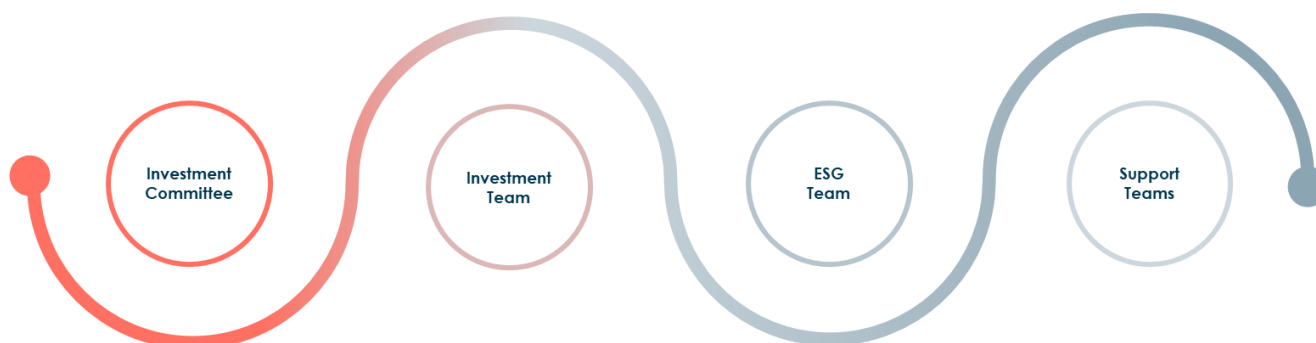 Investment
Committee
Investment
Team
ESG
Team
Support
Teams